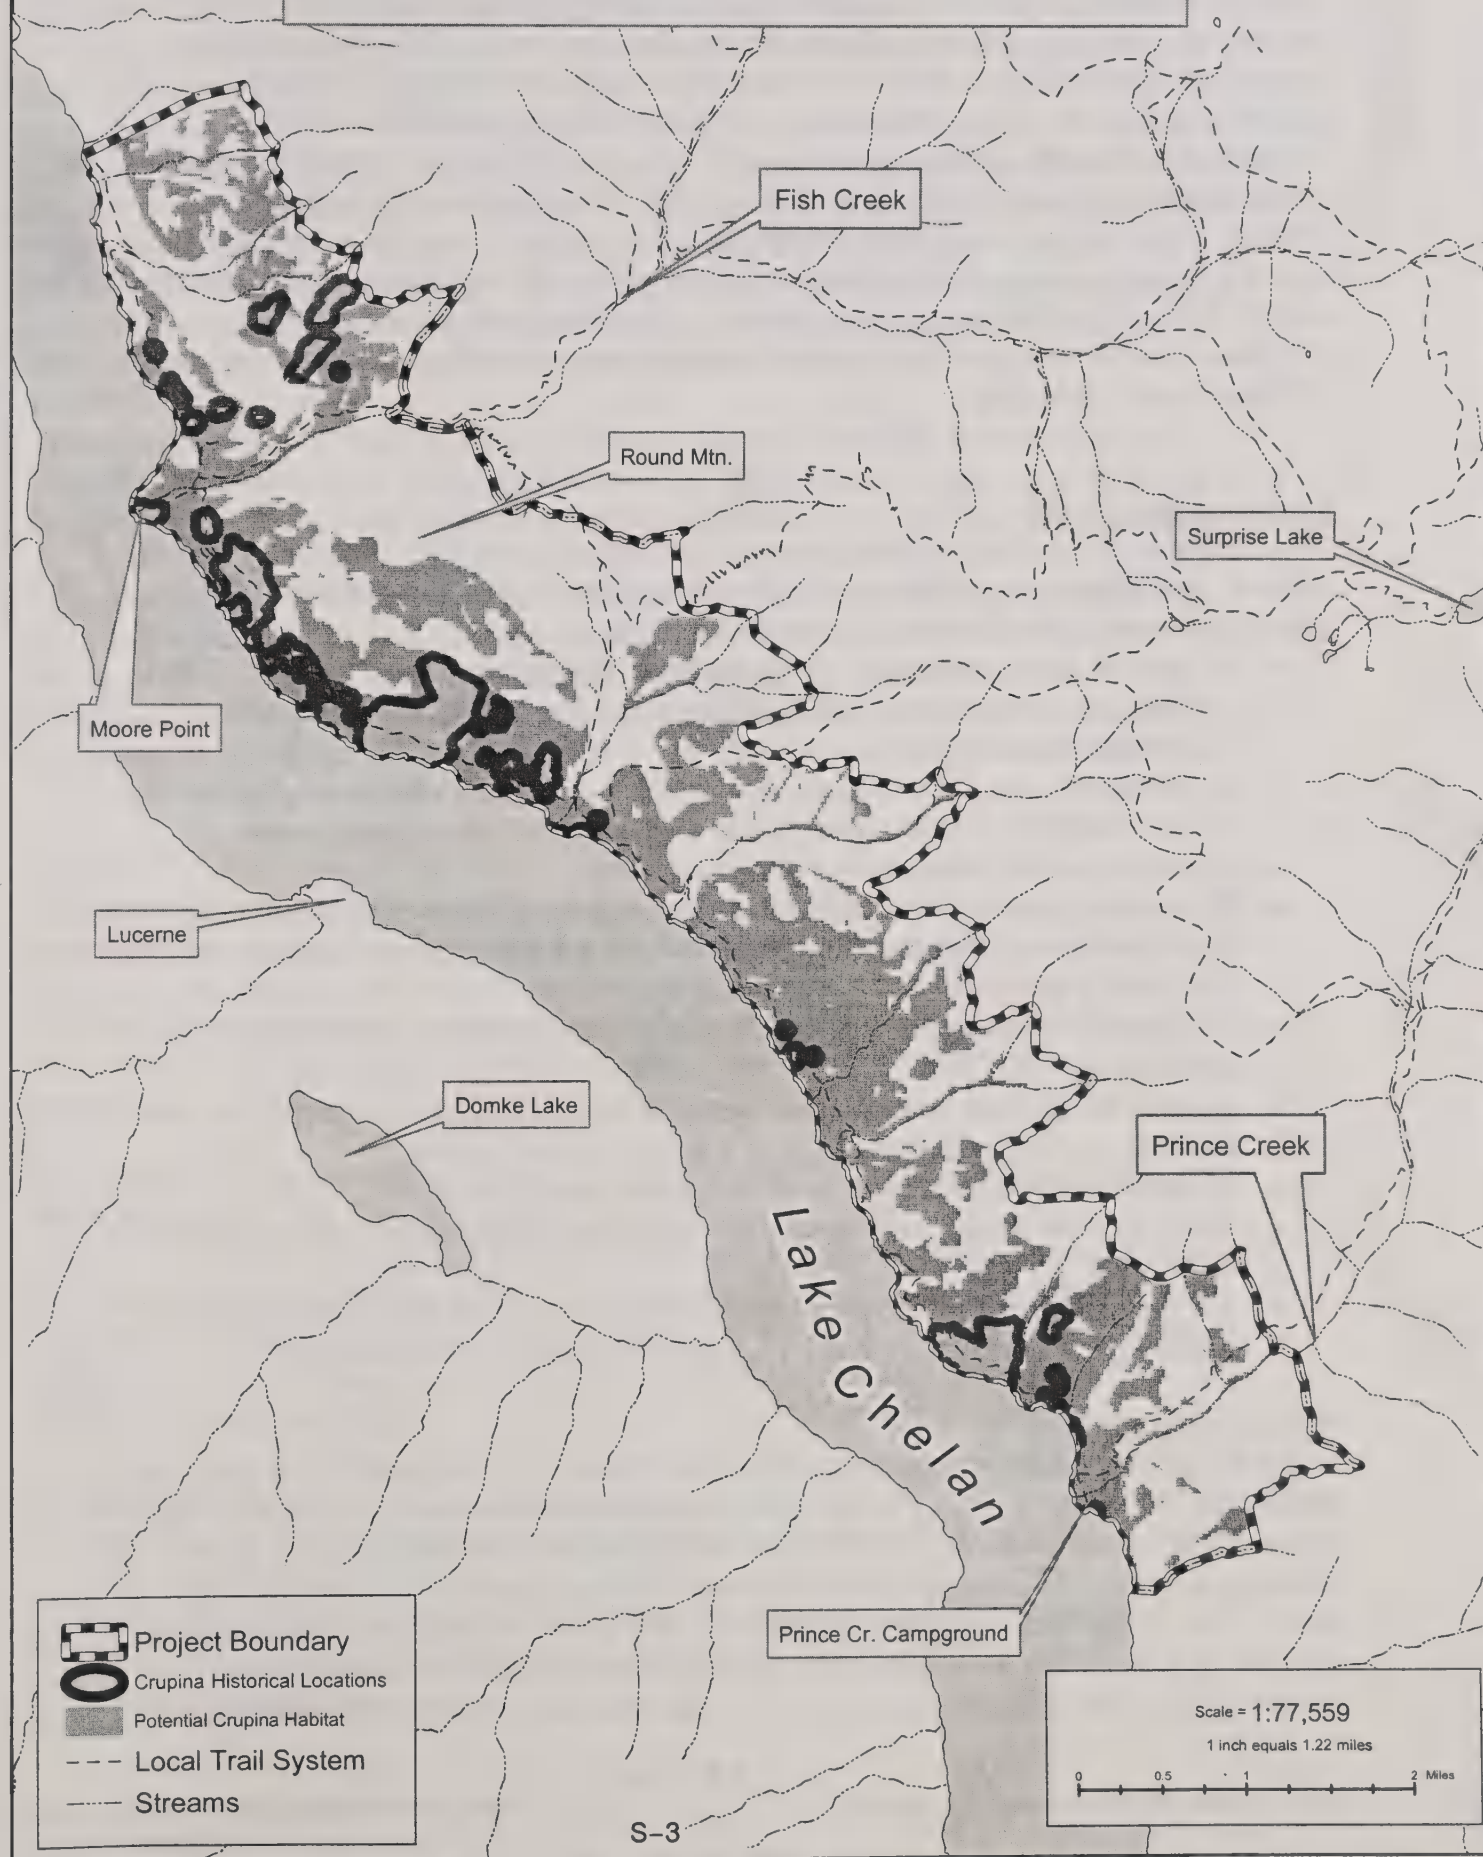 Fish Creek
Round Mtn.
Surprise Lake
Moore Point
Lucerne
Domke Lake
Prince Creek
Lake Chelan
Prince Cr. Campground
Project Boundary
Crupina Historical Locations
Potential Crupina Habitat
Local Trail System
Streams
Scale = 1:77,559
1 inch equals 1.22 miles
0 0.5 1 2 Miles
S-3